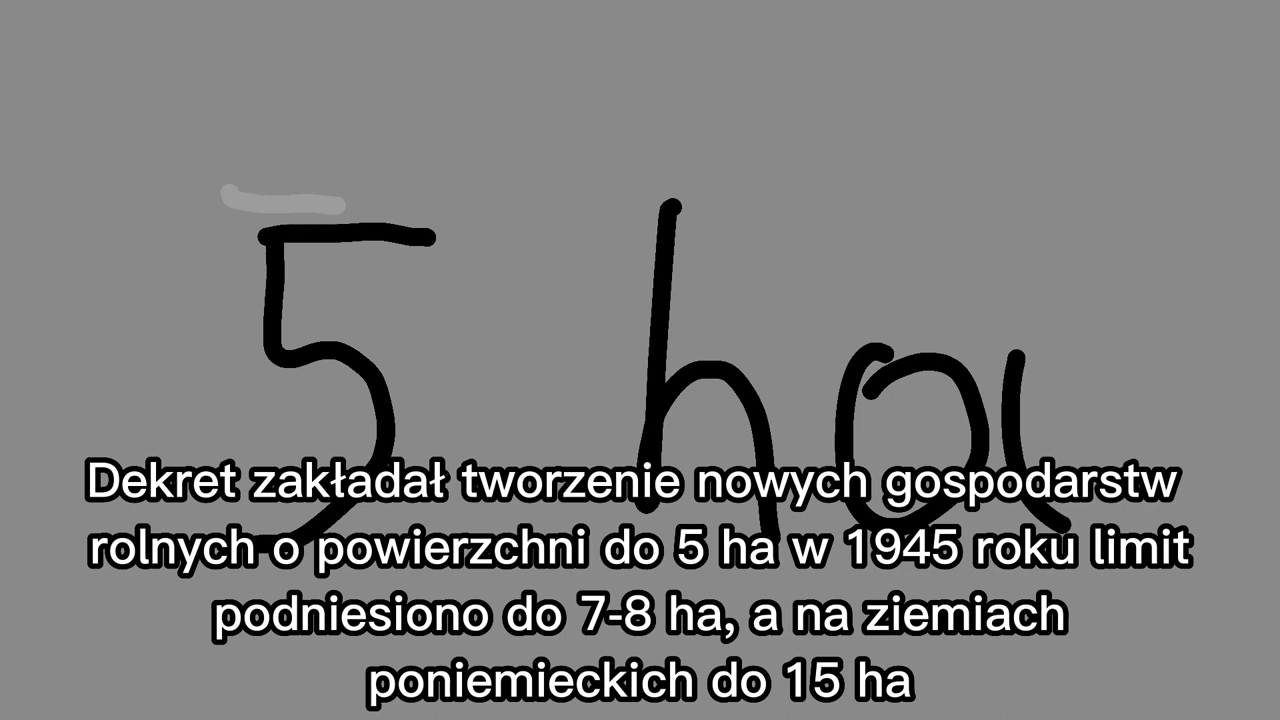 5 ha
Dekret zakładał tworzenie nowych gospodarstw
rolnych o powierzchni do 5 ha w 1945 roku limit
podniesiono do 7-8 ha, a na ziemiach
poniemieckich do 15 ha